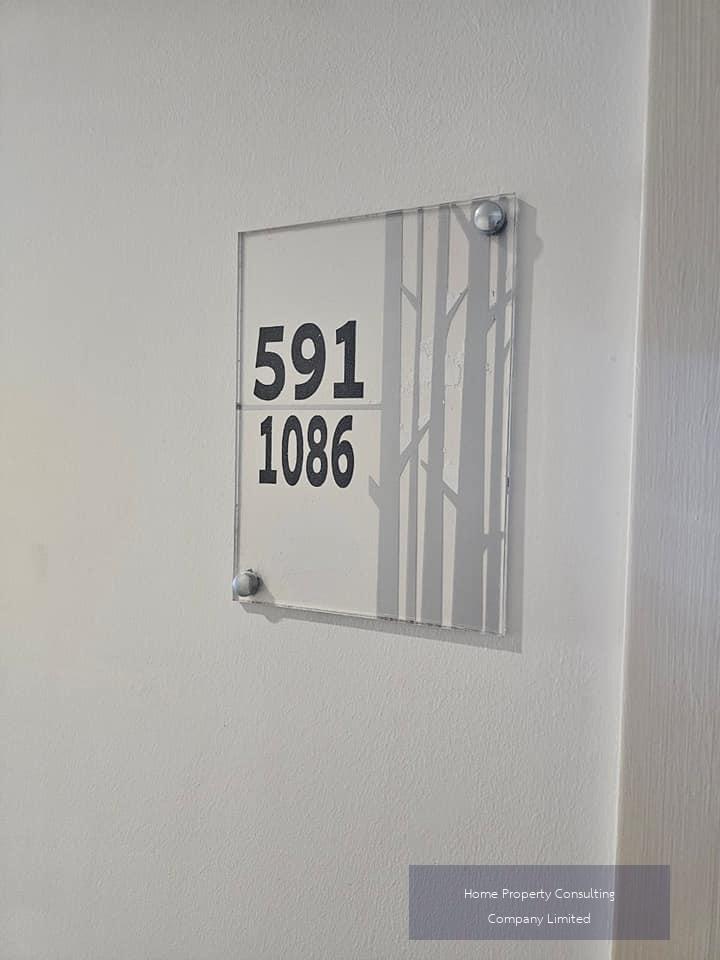 591
1086
Home Property Consulting
Company Limited